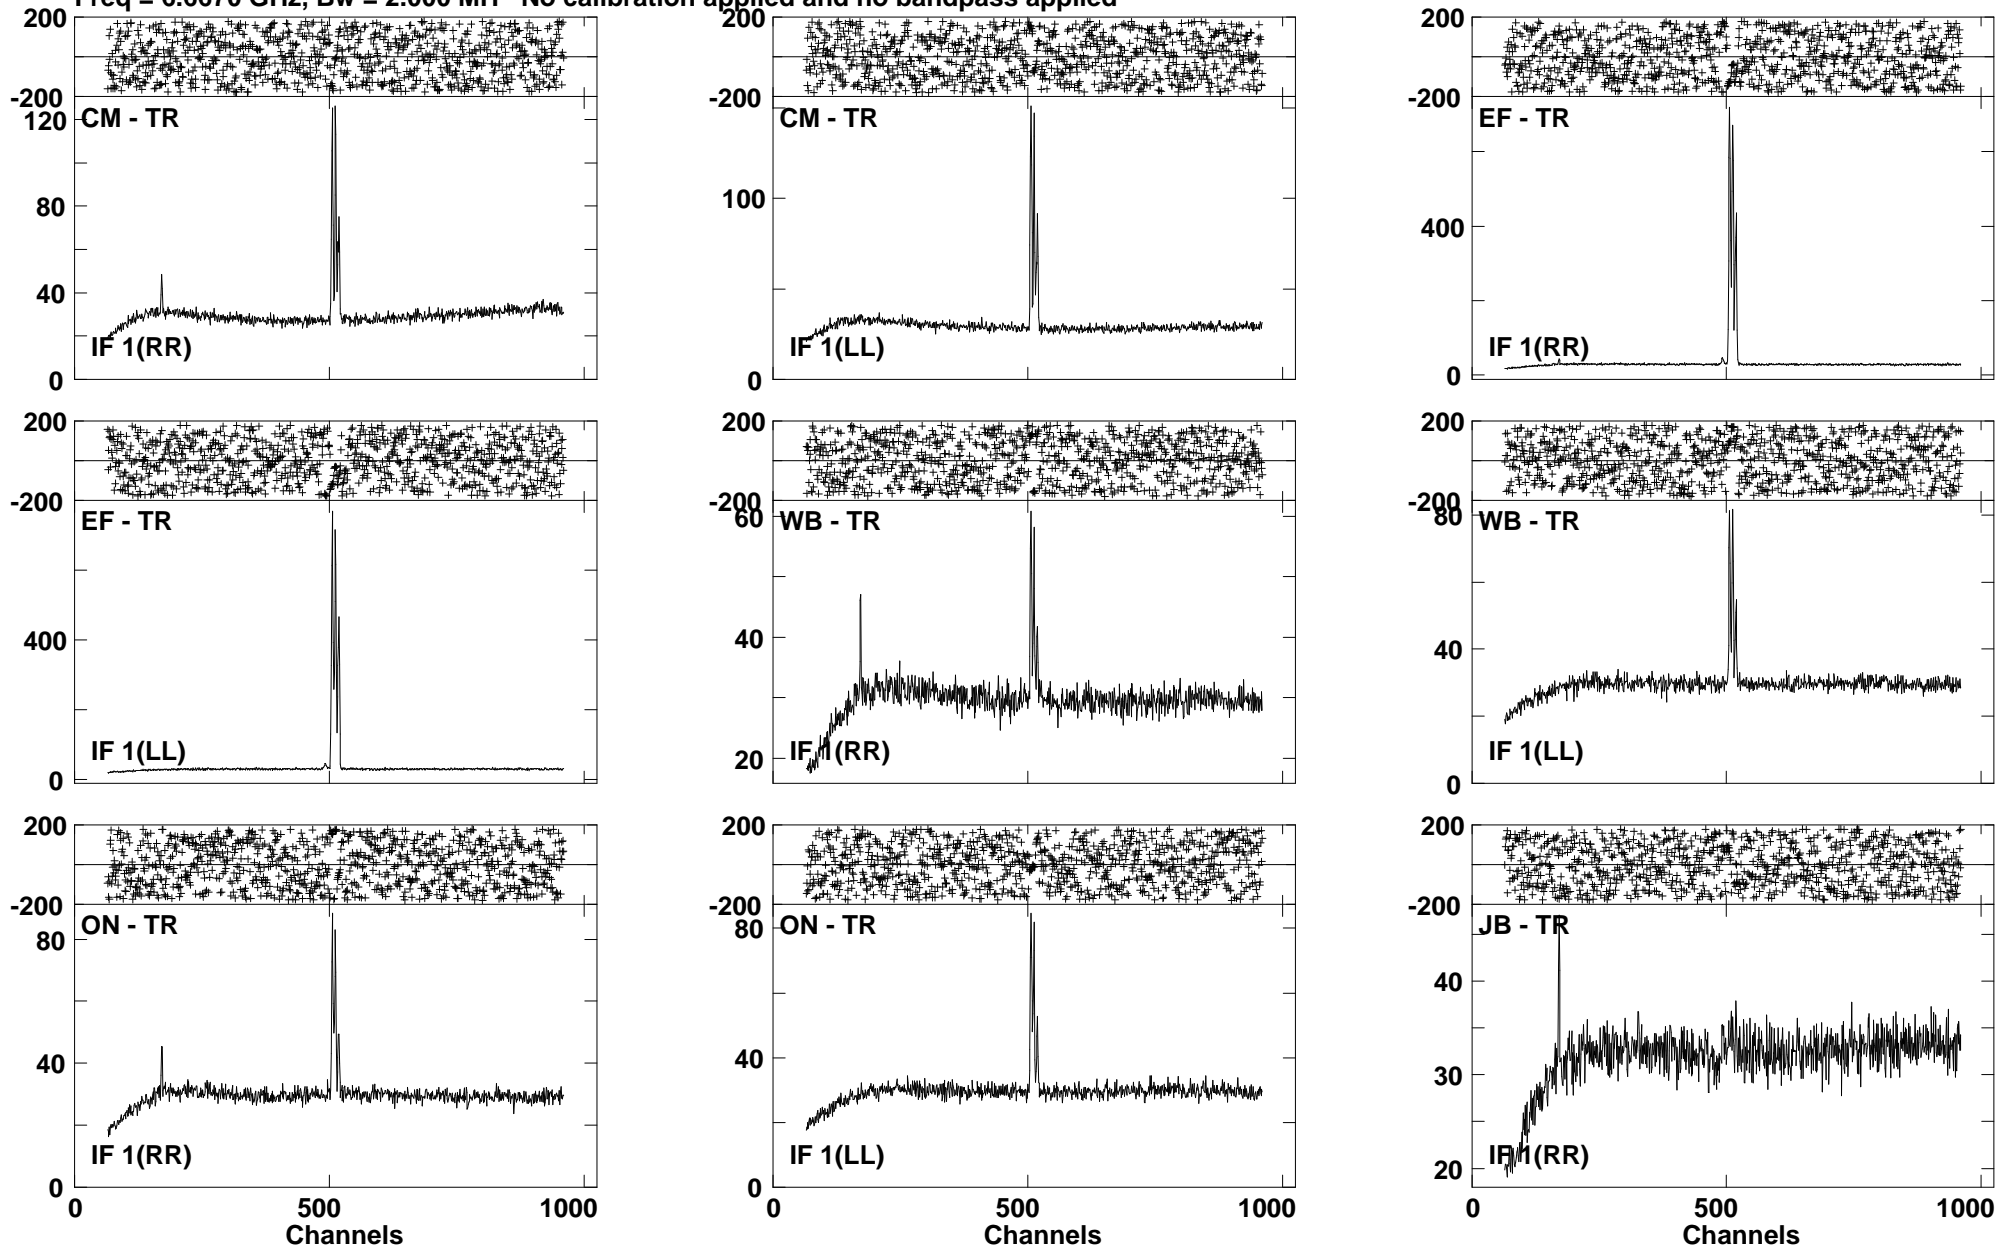 Freq = 6.6670 GHz, Bw = 2.000 MH No calibration applied and no bandpass applied
200
-200
120
80
40
0
CM - TR
IF 1(RR)
200
-200
100
0
CM - TR
IF 1(LL)
200
-200
400
0
EF - TR
IF 1(RR)
200
-200
400
0
EF - TR
IF 1(LL)
200
-200
60
40
20
WB - TR
IF 1(RR)
200
-200
80
40
0
WB - TR
IF 1(LL)
200
-200
80
40
0
ON - TR
IF 1(RR)
0 500 1000
Channels
200
-200
80
40
0
ON - TR
IF 1(LL)
0 500 1000
Channels
200
-200
40
30
20
JB - TR
IF 1(RR)
0 500 1000
Channels